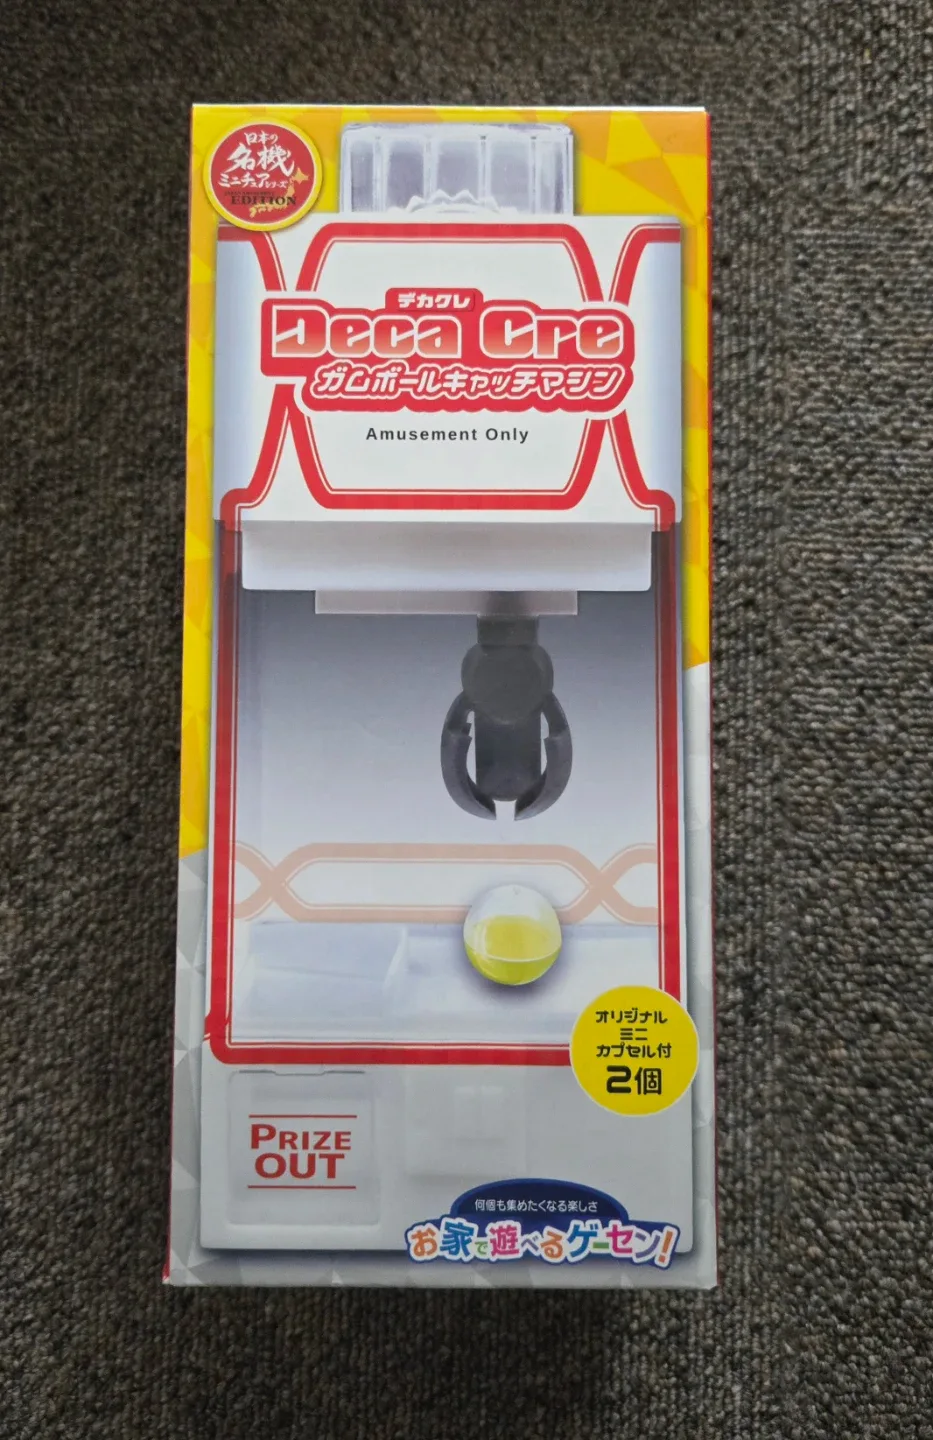 日本の
名機
ミニチュアシリーズ
EDITION
デカクレ
Deca Cre
ガムボールキャッチマシン
Amusement Only
オリジナル
ミニ
カプセル付
2個
PRIZE
OUT
何個も集めたくなる楽しさ
お家で遊べるゲーセン!